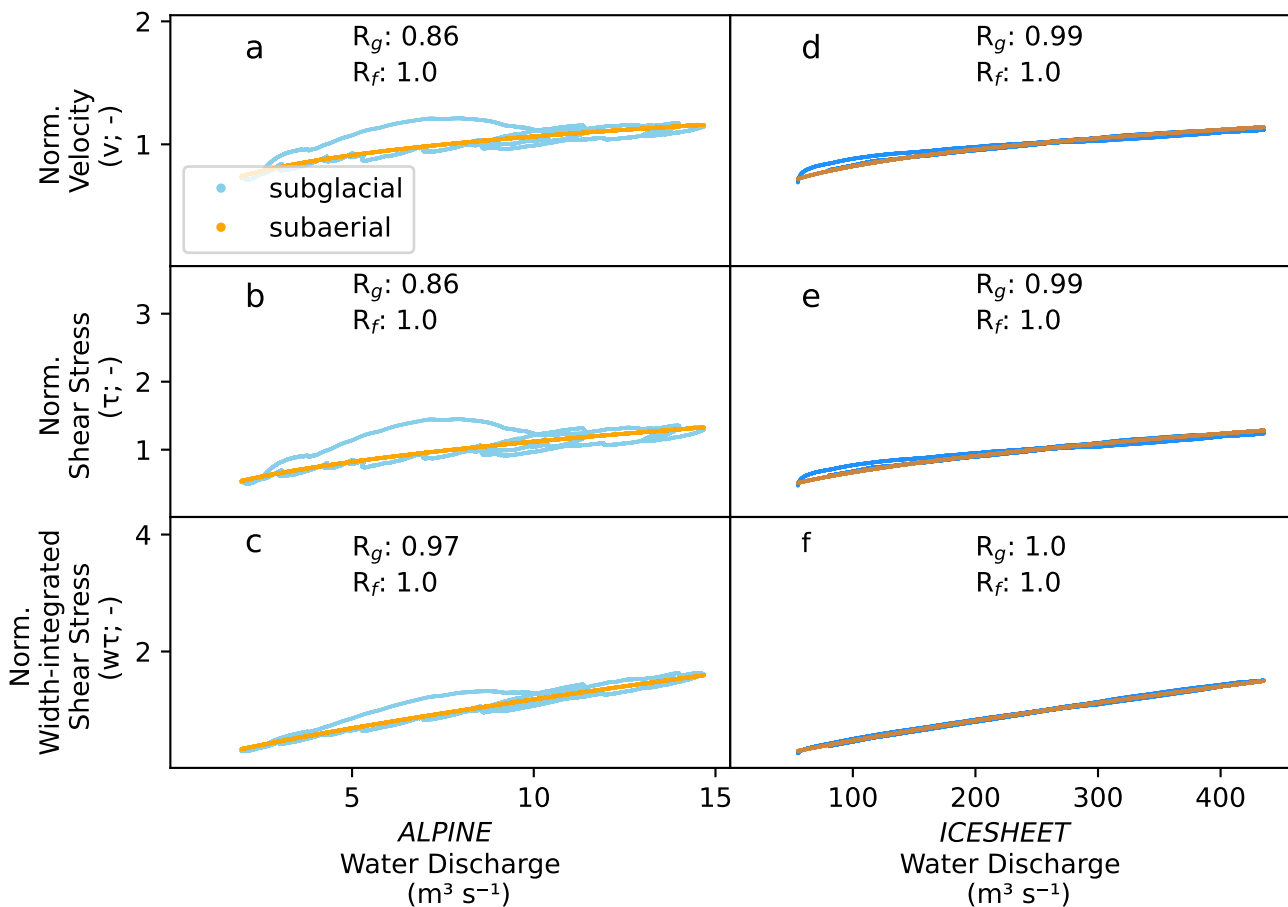 2
1
Norm.
Velocity
(v; -)
a
R_g: 0.86
R_f: 1.0
subglacial
subaerial
d
R_g: 0.99
R_f: 1.0
3
2
1
Norm.
Shear Stress
(τ; -)
b
R_g: 0.86
R_f: 1.0
e
R_g: 0.99
R_f: 1.0
4
2
Norm.
Width-integrated
Shear Stress
(wτ; -)
c
R_g: 0.97
R_f: 1.0
f
R_g: 1.0
R_f: 1.0
5 10 15
ALPINE
Water Discharge
(m³ s⁻¹)
100 200 300 400
ICESHEET
Water Discharge
(m³ s⁻¹)